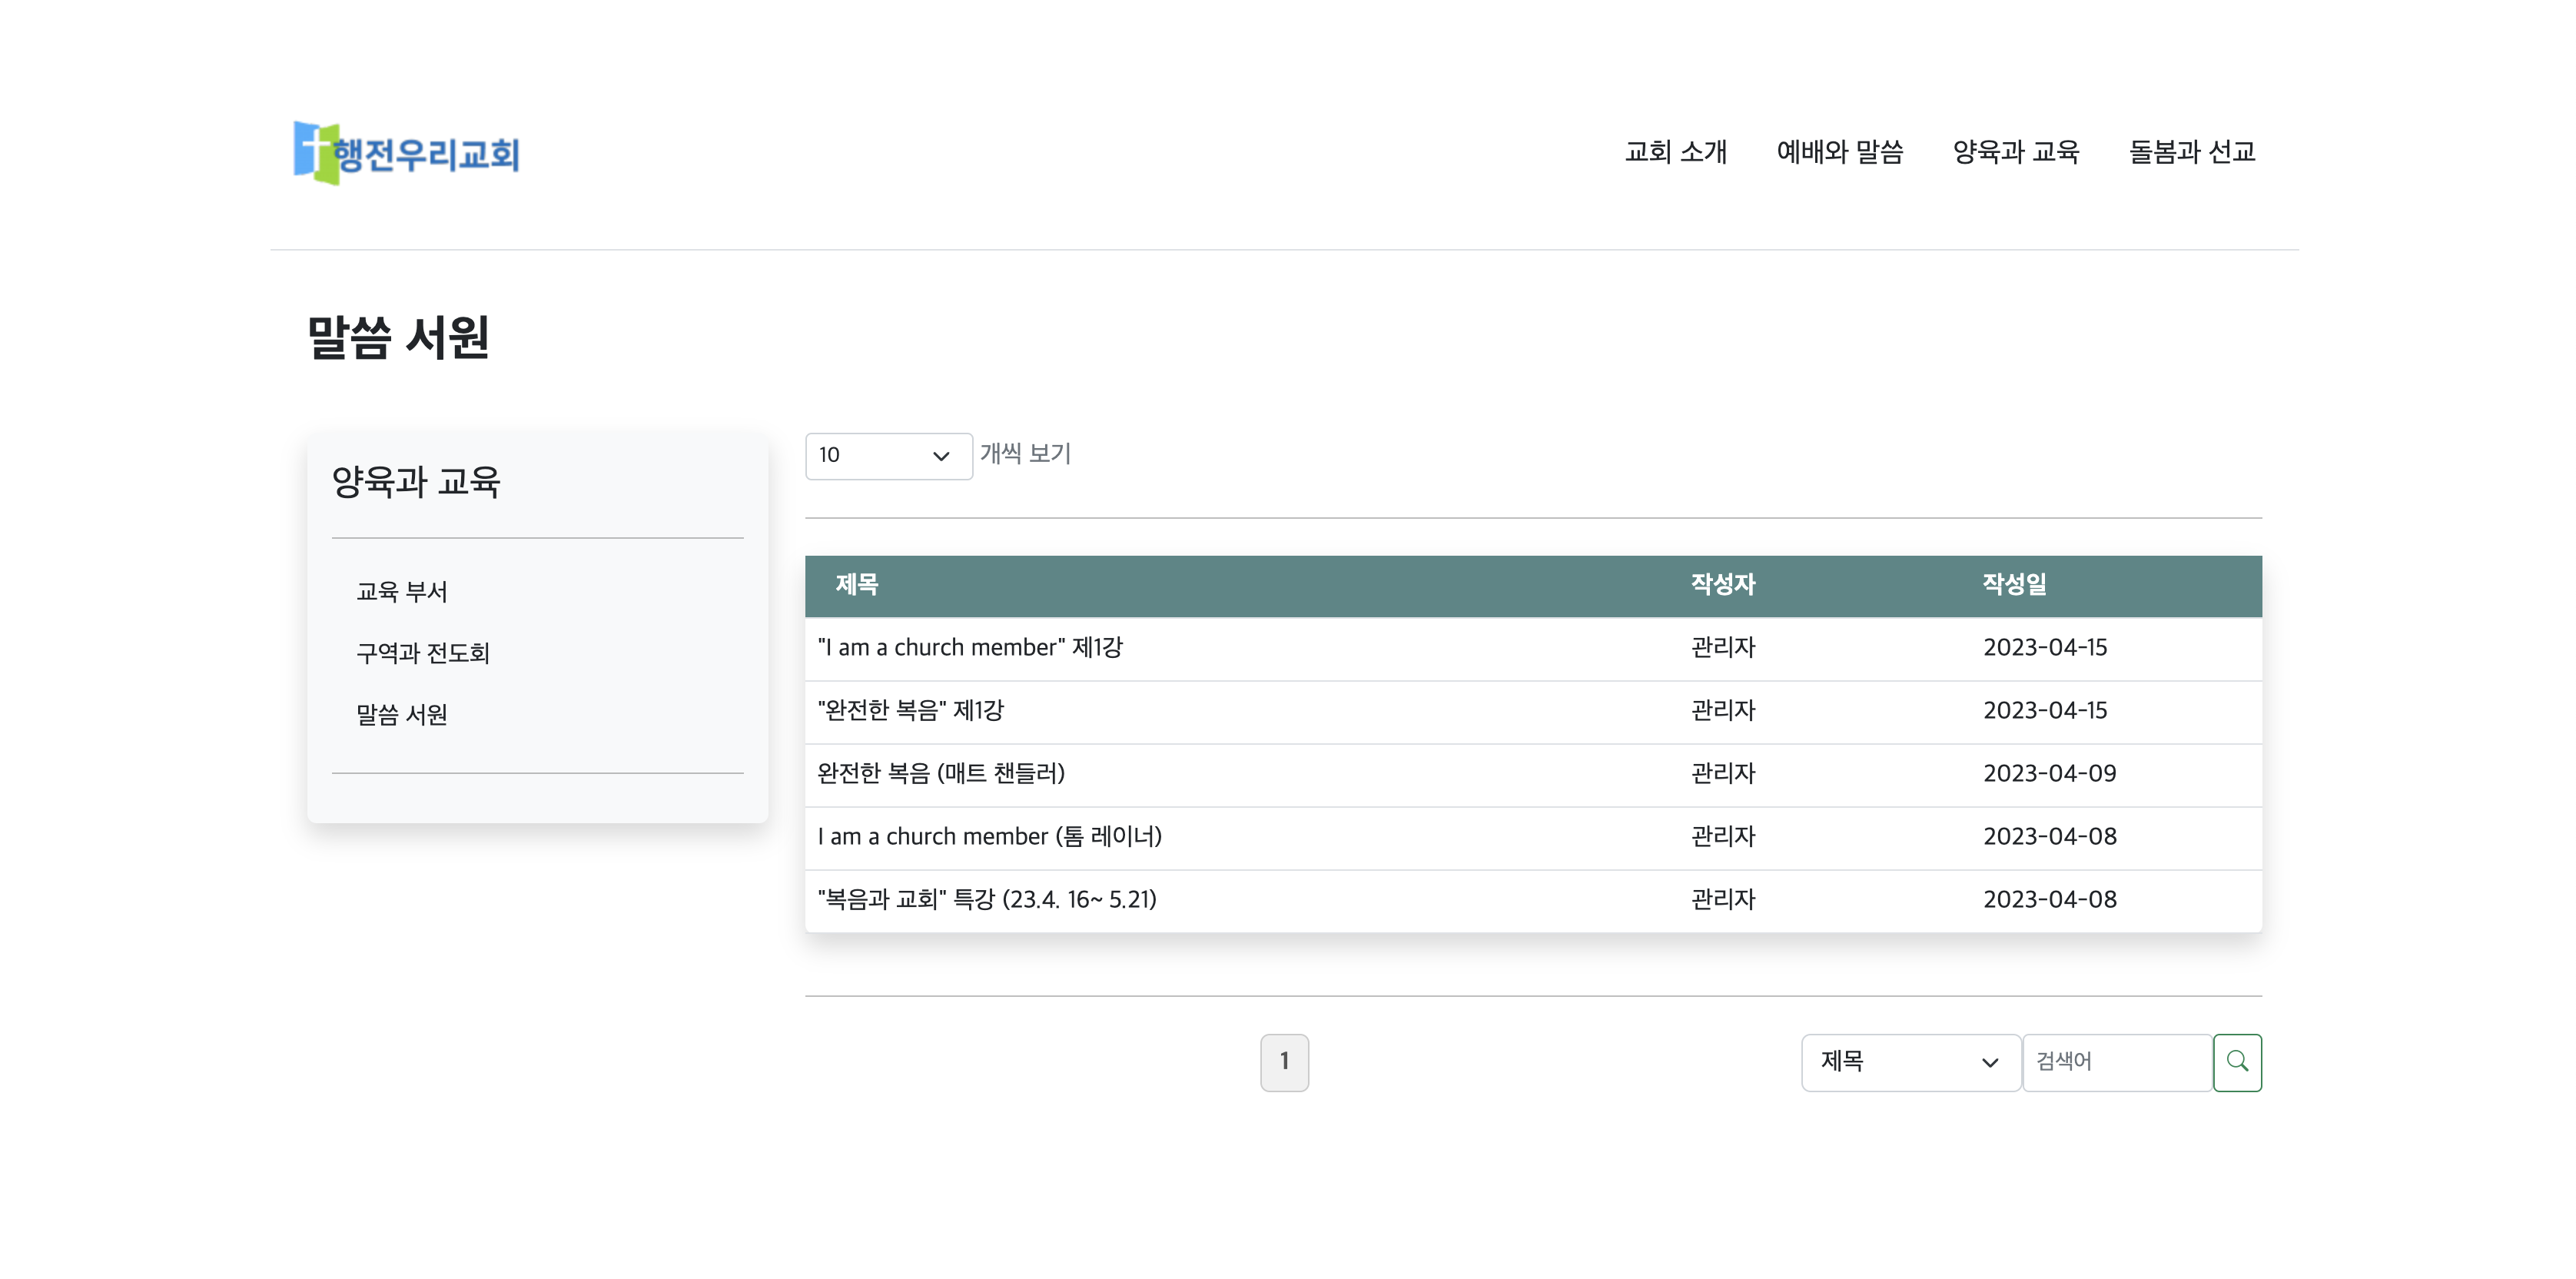 행전우리교회
교회 소개 예배와 말씀 양육과 교육 돌봄과 선교
말씀 서원
양육과 교육
교육 부서
구역과 전도회
말씀 서원
10 개씩 보기
제목 작성자 작성일
"I am a church member" 제1강 관리자 2023-04-15
"완전한 복음" 제1강 관리자 2023-04-15
완전한 복음 (매트 챈들러) 관리자 2023-04-09
I am a church member (톰 레이너) 관리자 2023-04-08
"복음과 교회" 특강 (23.4. 16~ 5.21) 관리자 2023-04-08
1 제목 검색어